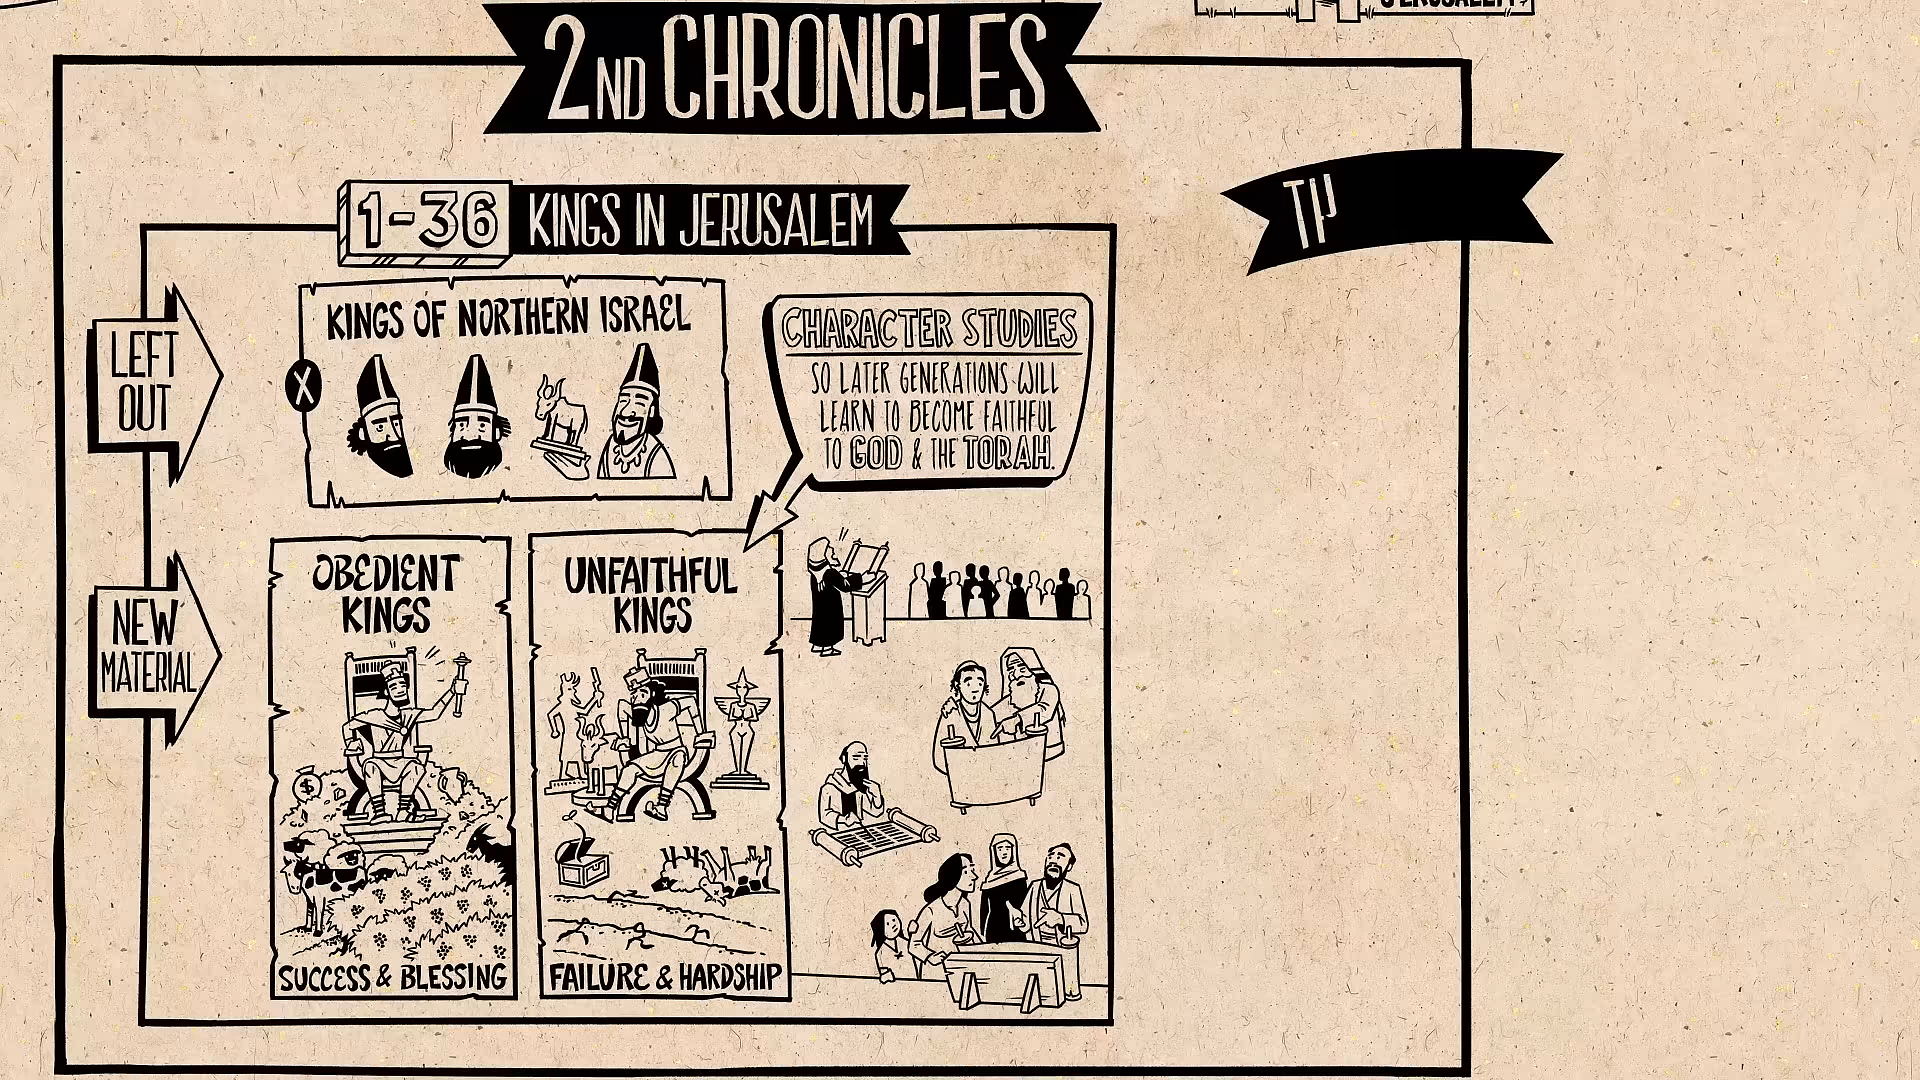 2ND CHRONICLES
1-36 KINGS IN JERUSALEM
LEFT
OUT
KINGS OF NORTHERN ISRAEL
X
CHARACTER STUDIES
SO LATER GENERATIONS WILL
LEARN TO BECOME FAITHFUL
TO GOD & THE TORAH.
NEW
MATERIAL
OBEDIENT
KINGS
$
SUCCESS & BLESSING
UNFAITHFUL
KINGS
FAILURE & HARDSHIP